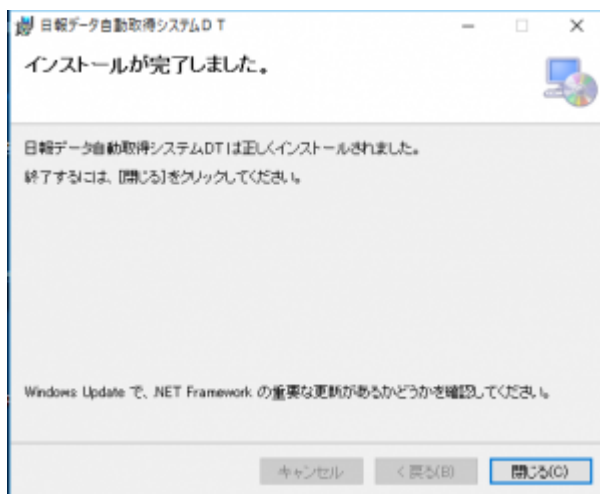 日報データ自動取得システムＤＴ
インストールが完了しました。
日報データ自動取得システムDTは正しくインストールされました。
終了するには、[閉じる]をクリックしてください。
Windows Update で、.NET Framework の重要な更新があるかどうかを確認してください。
キャンセル
< 戻る(B)
閉じる(C)